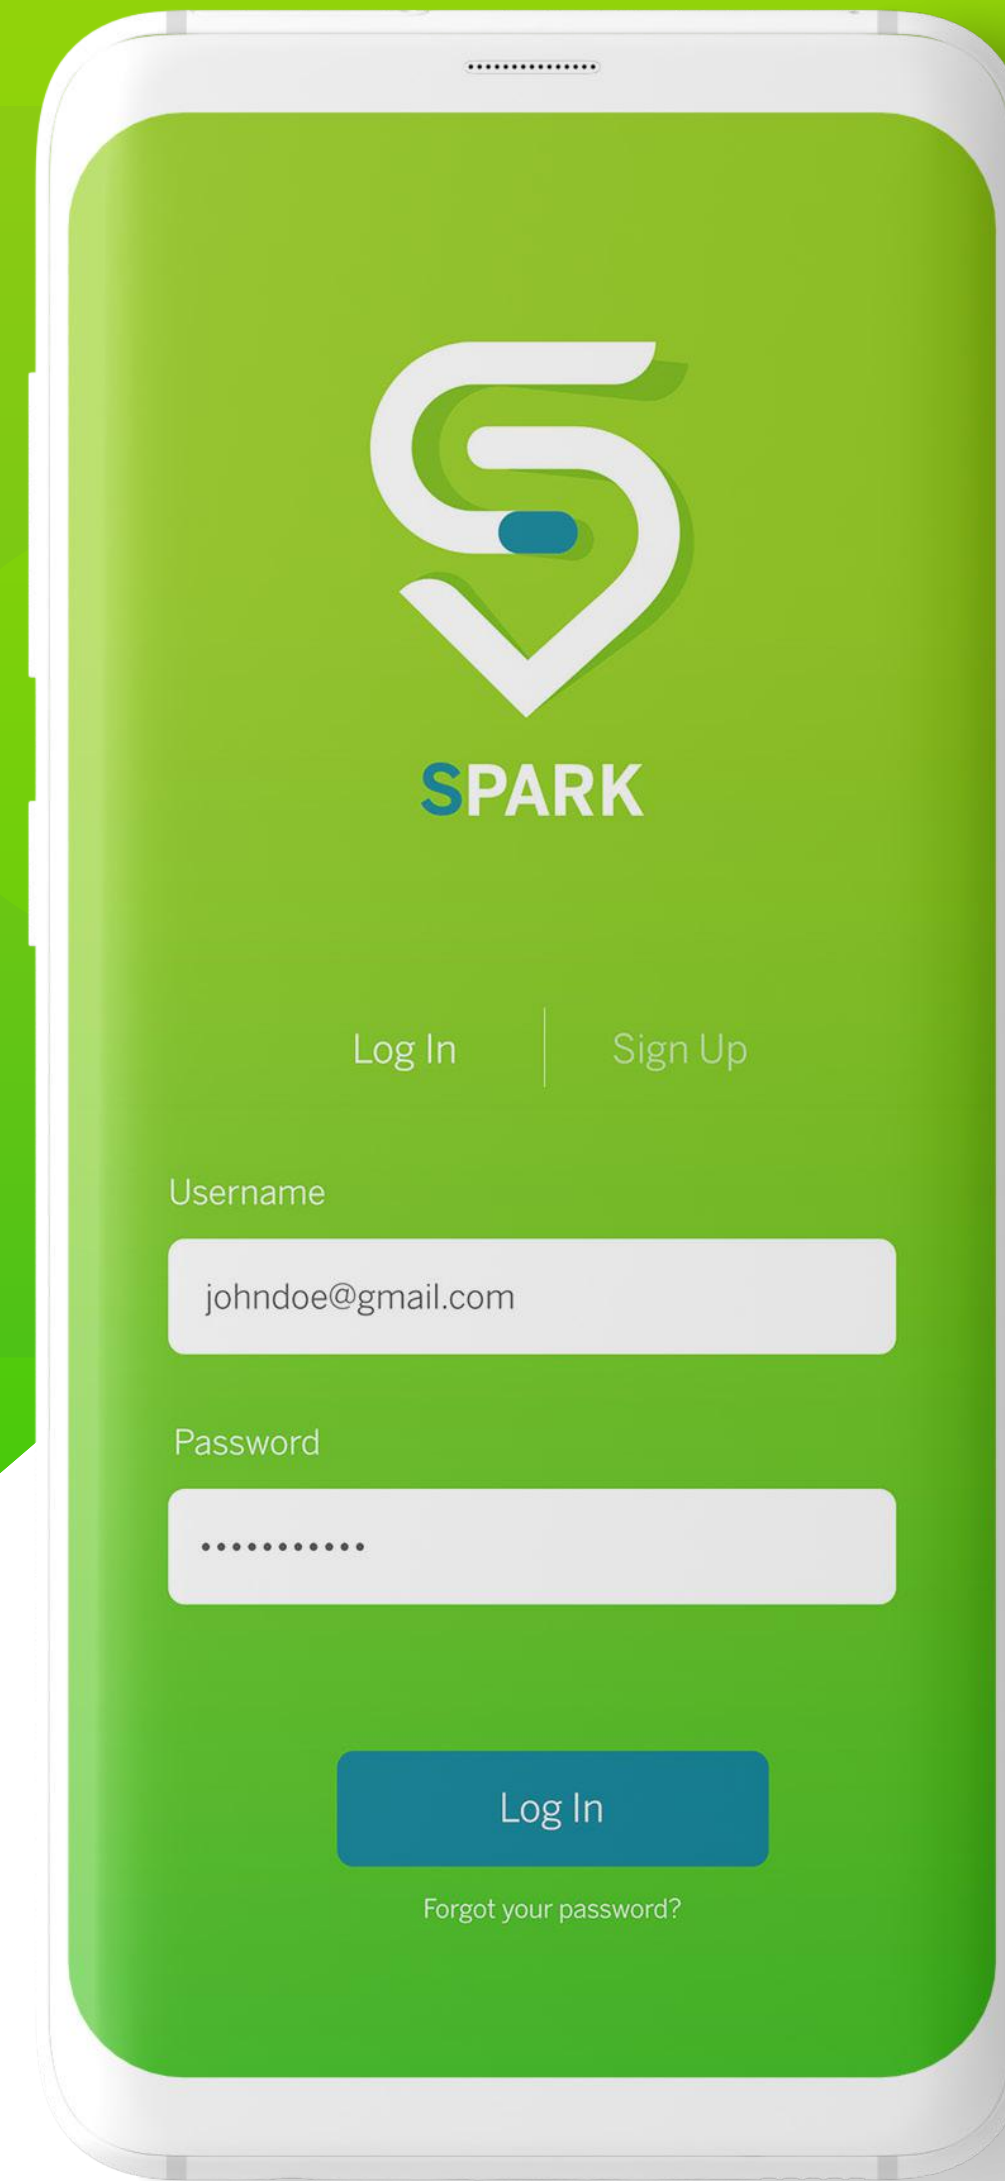 SPARK
Log In
Sign Up
Username
johndoe@gmail.com
Password
•••••••••••
Log In
Forgot your password?